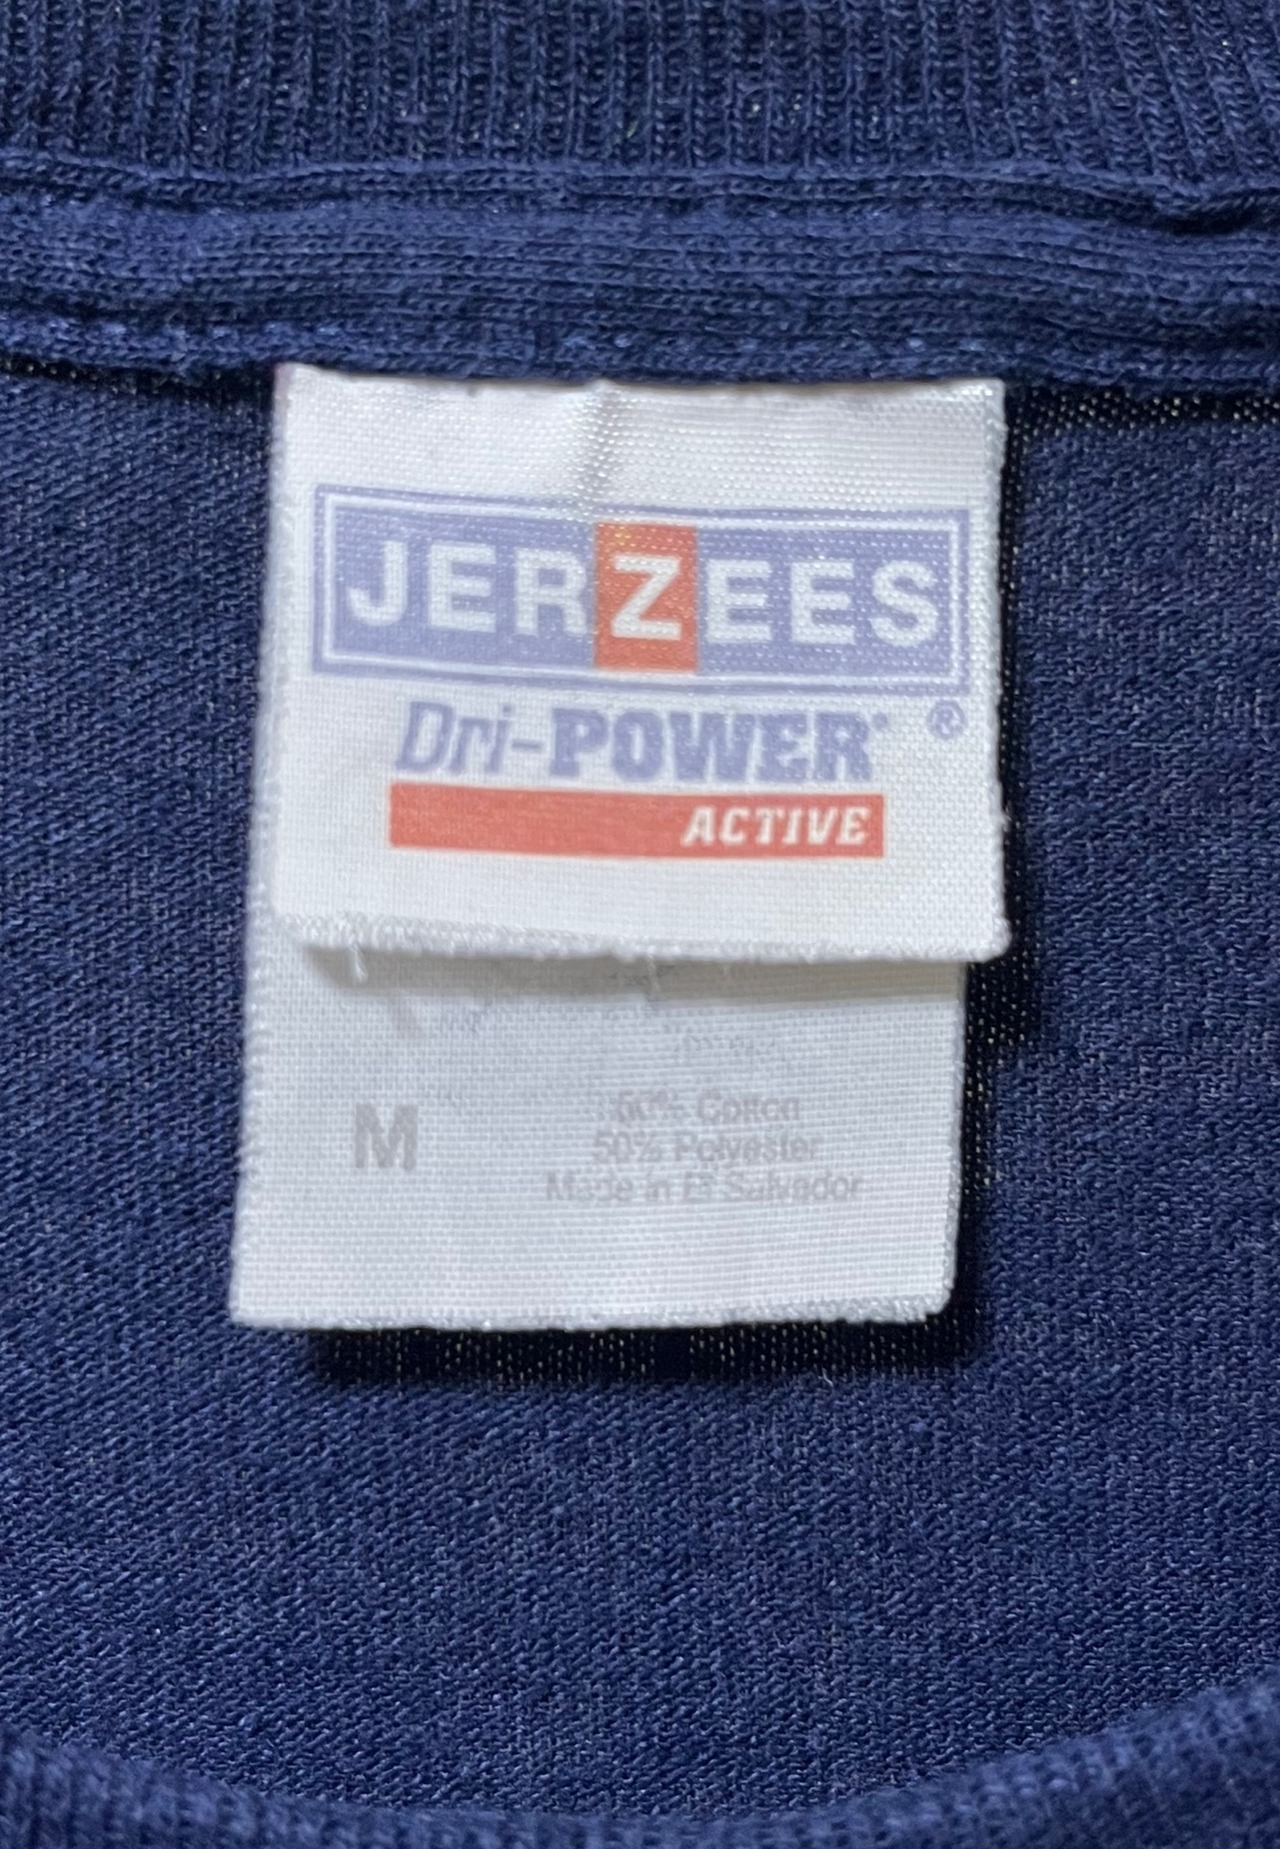 JERZEES
Dri-POWER ®
ACTIVE
M
50% Cotton
50% Polyester
Made in El Salvador